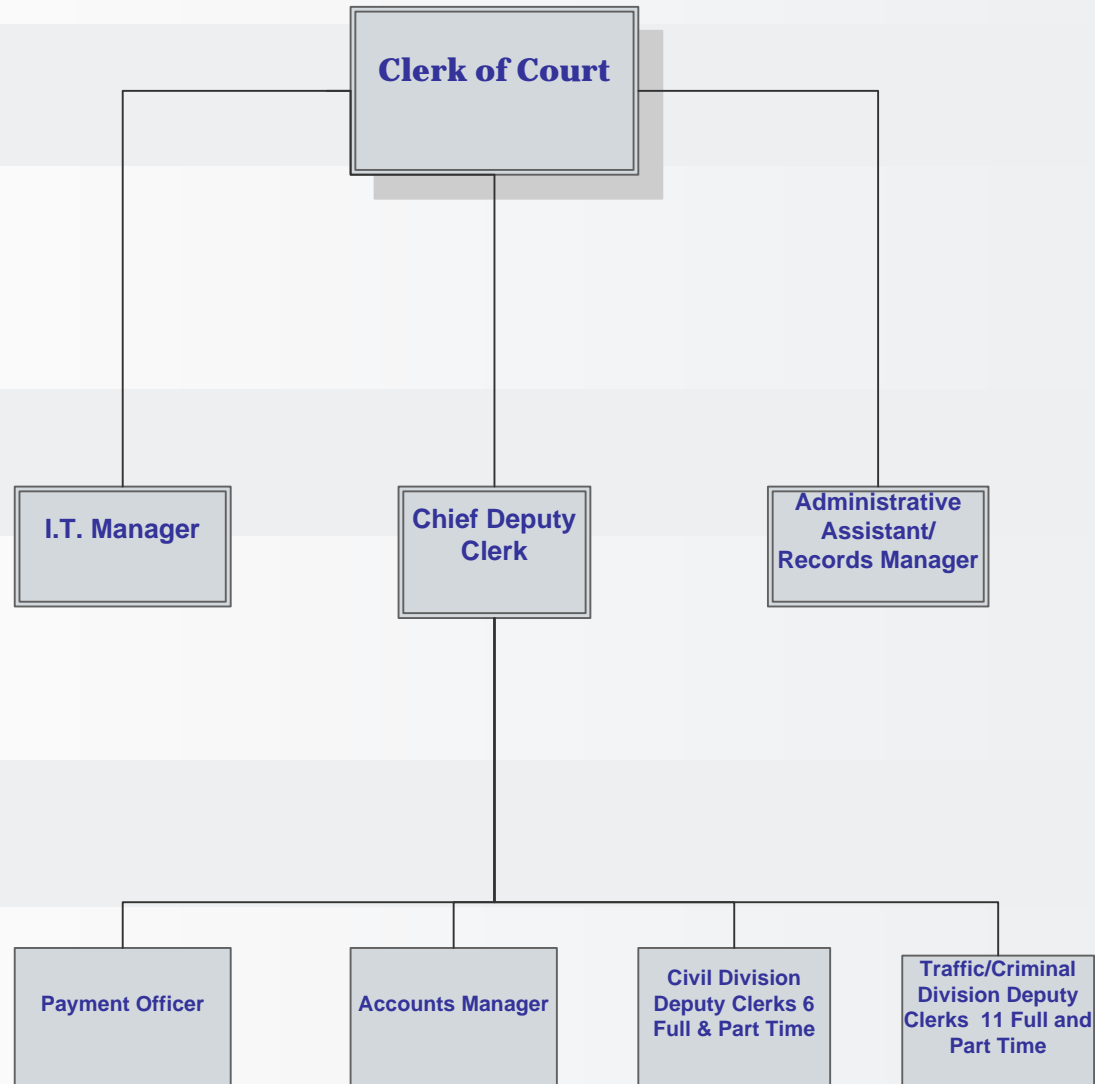 Clerk of Court
I.T. Manager
Chief Deputy
Clerk
Administrative
Assistant/
Records Manager
Payment Officer
Accounts Manager
Civil Division
Deputy Clerks 6
Full & Part Time
Traffic/Criminal
Division Deputy
Clerks  11 Full and
Part Time